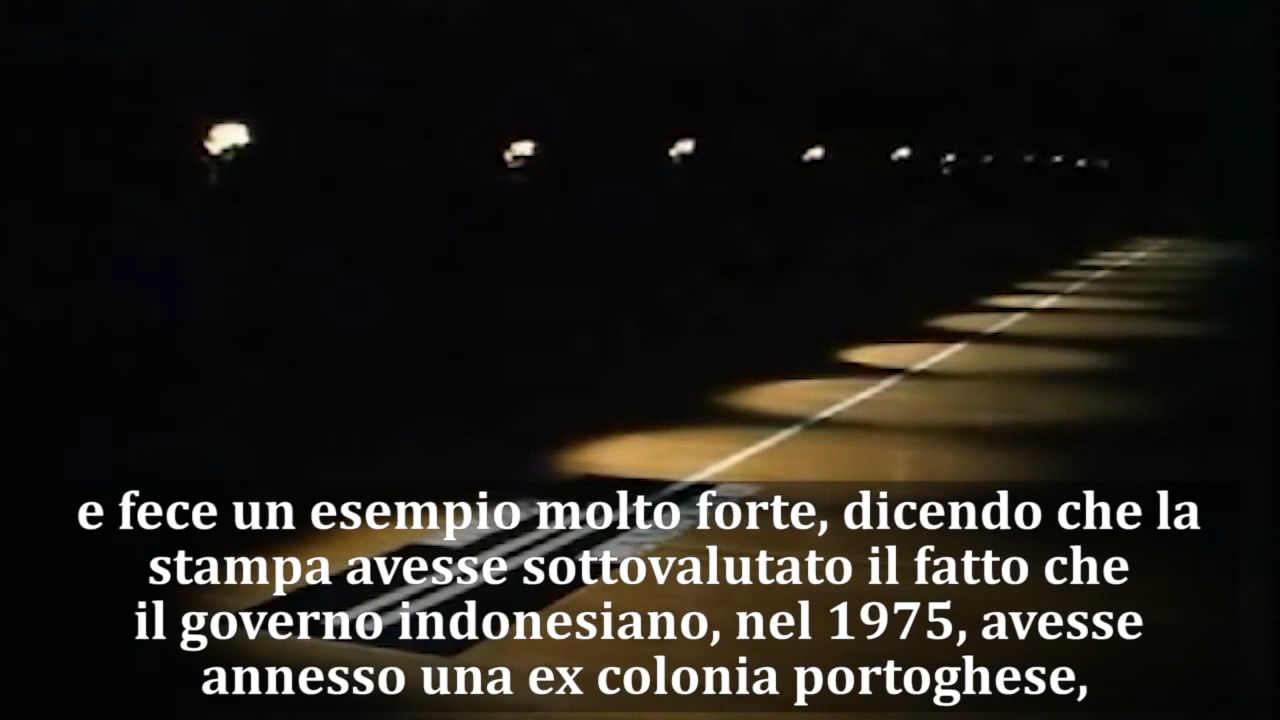 e fece un esempio molto forte, dicendo che la
stampa avesse sottovalutato il fatto che
il governo indonesiano, nel 1975, avesse
annesso una ex colonia portoghese,